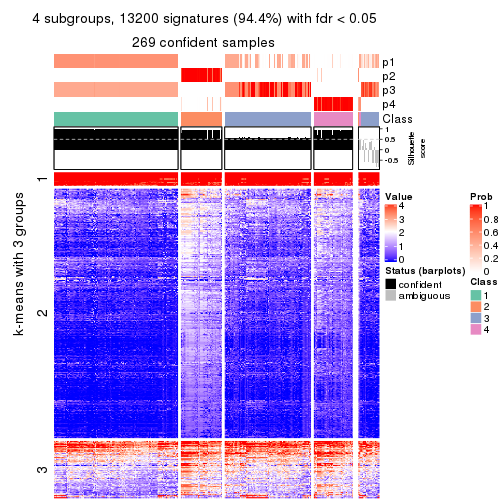 4 subgroups, 13200 signatures (94.4%) with fdr < 0.05
269 confident samples
p1
p2
p3
p4
Class
1
0.5
0
-0.5
Silhouette
score
k-means with 3 groups
1
2
3
Value
4
3
2
1
0
Status (barplots)
confident
ambiguous
Prob
1
0.8
0.6
0.4
0.2
0
Class
1
2
3
4